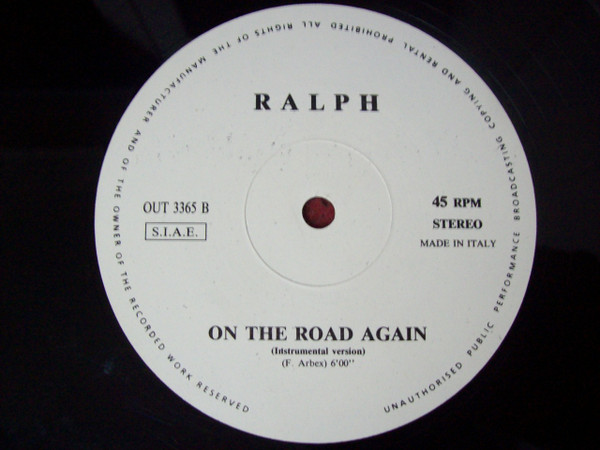 UNAUTHORISED PUBLIC PERFORMANCE BROADCASTING COPYING AND RENTAL PROHIBITED ALL RIGHTS OF THE MANUFACTURER AND OF THE OWNER OF THE RECORDED WORK RESERVED
RALPH
OUT 3365 B
S.I.A.E.
45 RPM
STEREO
MADE IN ITALY
ON THE ROAD AGAIN
(Instrumental version)
(F. Arbex) 6'00''